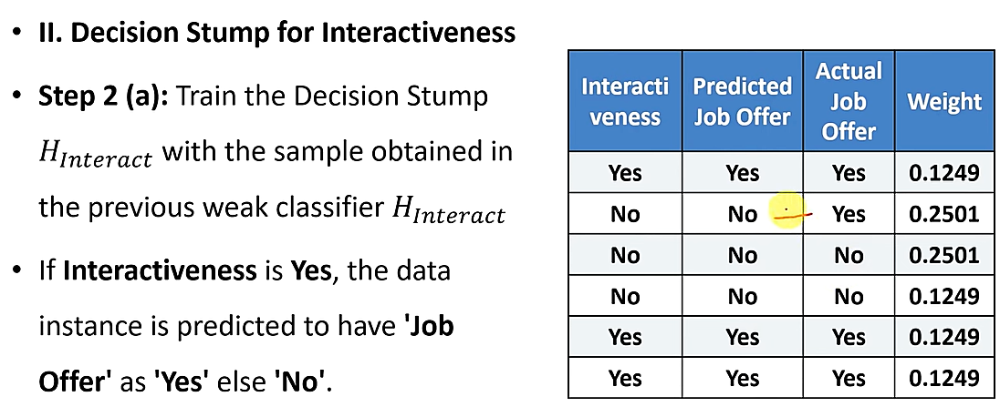 • II. Decision Stump for Interactiveness
• Step 2 (a): Train the Decision Stump
H_Interact with the sample obtained in
the previous weak classifier H_Interact
• If Interactiveness is Yes, the data
instance is predicted to have 'Job
Offer' as 'Yes' else 'No'.
Interacti
veness Predicted
Job Offer Actual
Job
Offer Weight
Yes Yes Yes 0.1249
No No Yes 0.2501
No No No 0.2501
No No No 0.1249
Yes Yes Yes 0.1249
Yes Yes Yes 0.1249